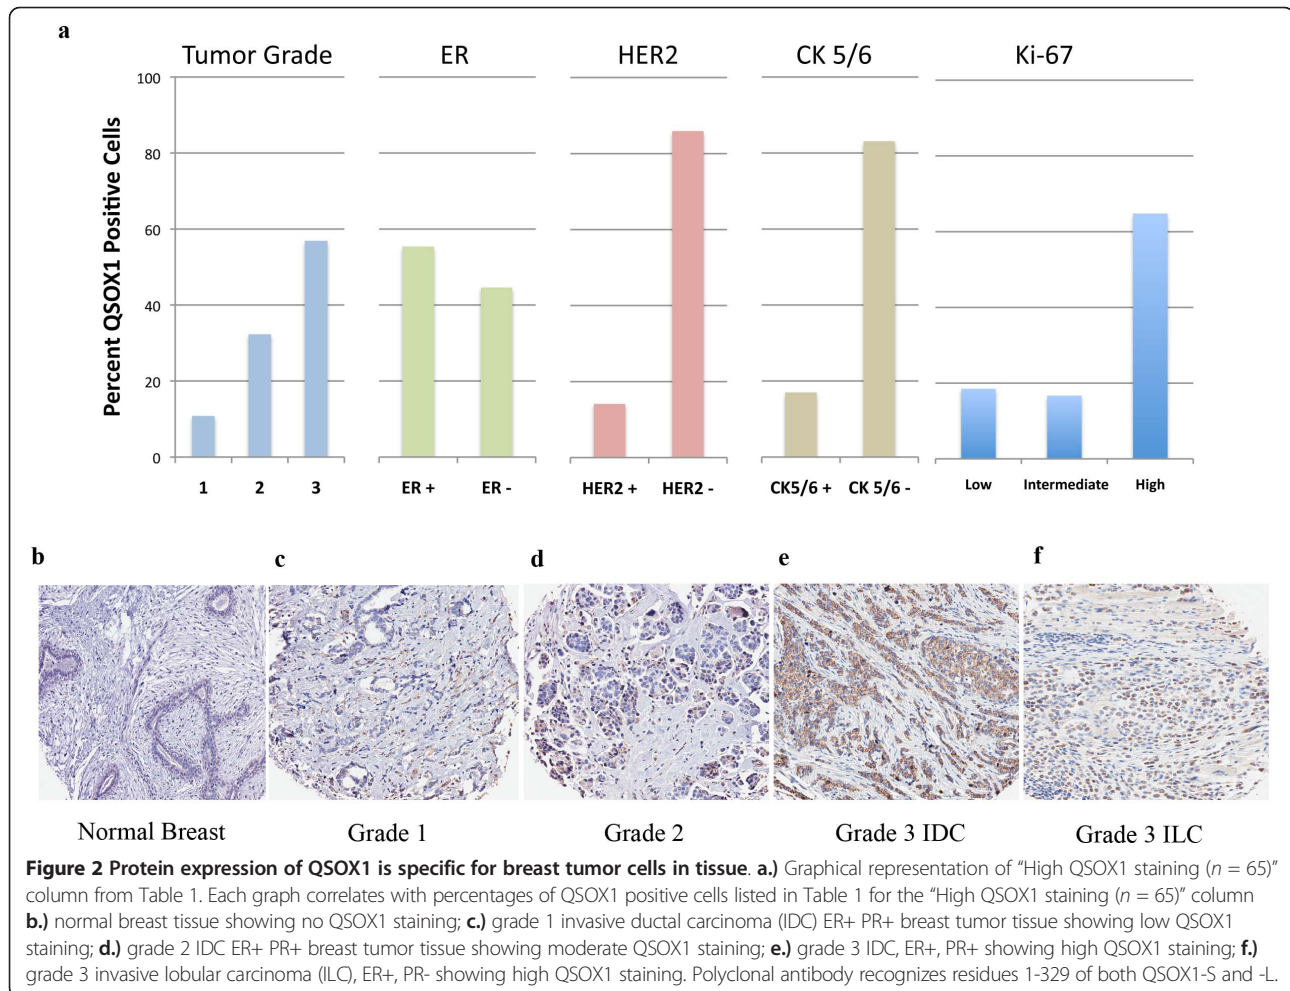 a
Tumor Grade ER HER2 CK 5/6 Ki-67
Percent QSOX1 Positive Cells
100
80
60
40
20
0
1 2 3 ER + ER - HER2 + HER2 - CK5/6 + CK 5/6 - Low Intermediate High
b c d e f
Normal Breast Grade 1 Grade 2 Grade 3 IDC Grade 3 ILC
Figure 2 Protein expression of QSOX1 is specific for breast tumor cells in tissue. a.) Graphical representation of “High QSOX1 staining (n = 65)”
column from Table 1. Each graph correlates with percentages of QSOX1 positive cells listed in Table 1 for the “High QSOX1 staining (n = 65)” column
b.) normal breast tissue showing no QSOX1 staining; c.) grade 1 invasive ductal carcinoma (IDC) ER+ PR+ breast tumor tissue showing low QSOX1
staining; d.) grade 2 IDC ER+ PR+ breast tumor tissue showing moderate QSOX1 staining; e.) grade 3 IDC, ER+, PR+ showing high QSOX1 staining; f.)
grade 3 invasive lobular carcinoma (ILC), ER+, PR- showing high QSOX1 staining. Polyclonal antibody recognizes residues 1-329 of both QSOX1-S and -L.